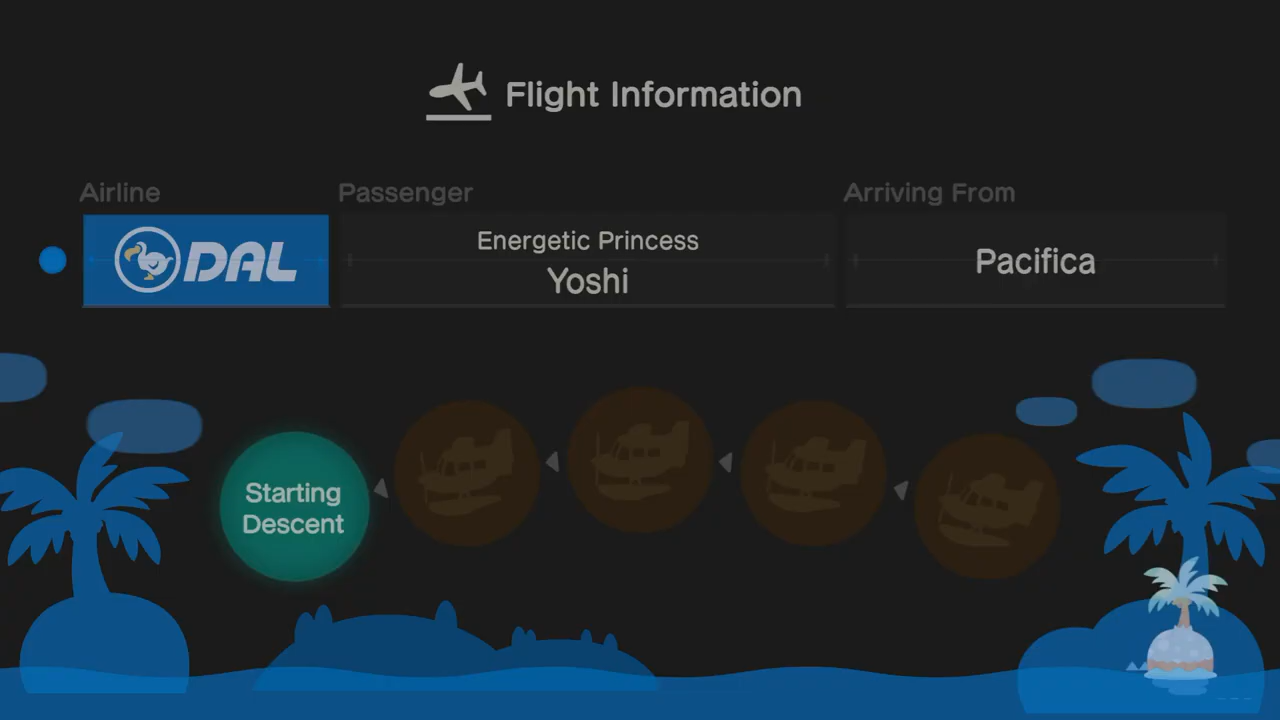 Flight Information
Airline
Passenger
Arriving From
DAL
Energetic Princess
Yoshi
Pacifica
Starting
Descent